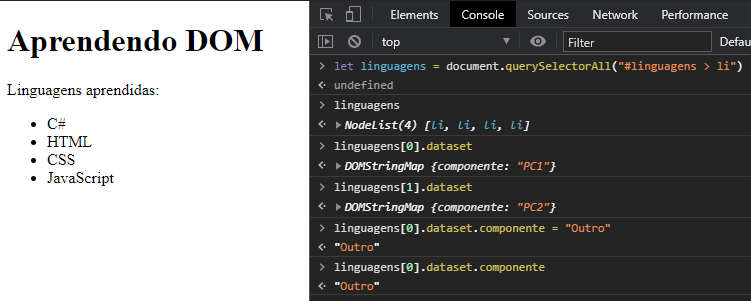 Aprendendo DOM
Linguagens aprendidas:
C#
HTML
CSS
JavaScript
Elements Console Sources Network Performance
top Filter Defau
let linguagens = document.querySelectorAll("#linguagens > li")
undefined
linguagens
NodeList(4) [li, li, li, li]
linguagens[0].dataset
DOMStringMap {componente: "PC1"}
linguagens[1].dataset
DOMStringMap {componente: "PC2"}
linguagens[0].dataset.componente = "Outro"
"Outro"
linguagens[0].dataset.componente
"Outro"